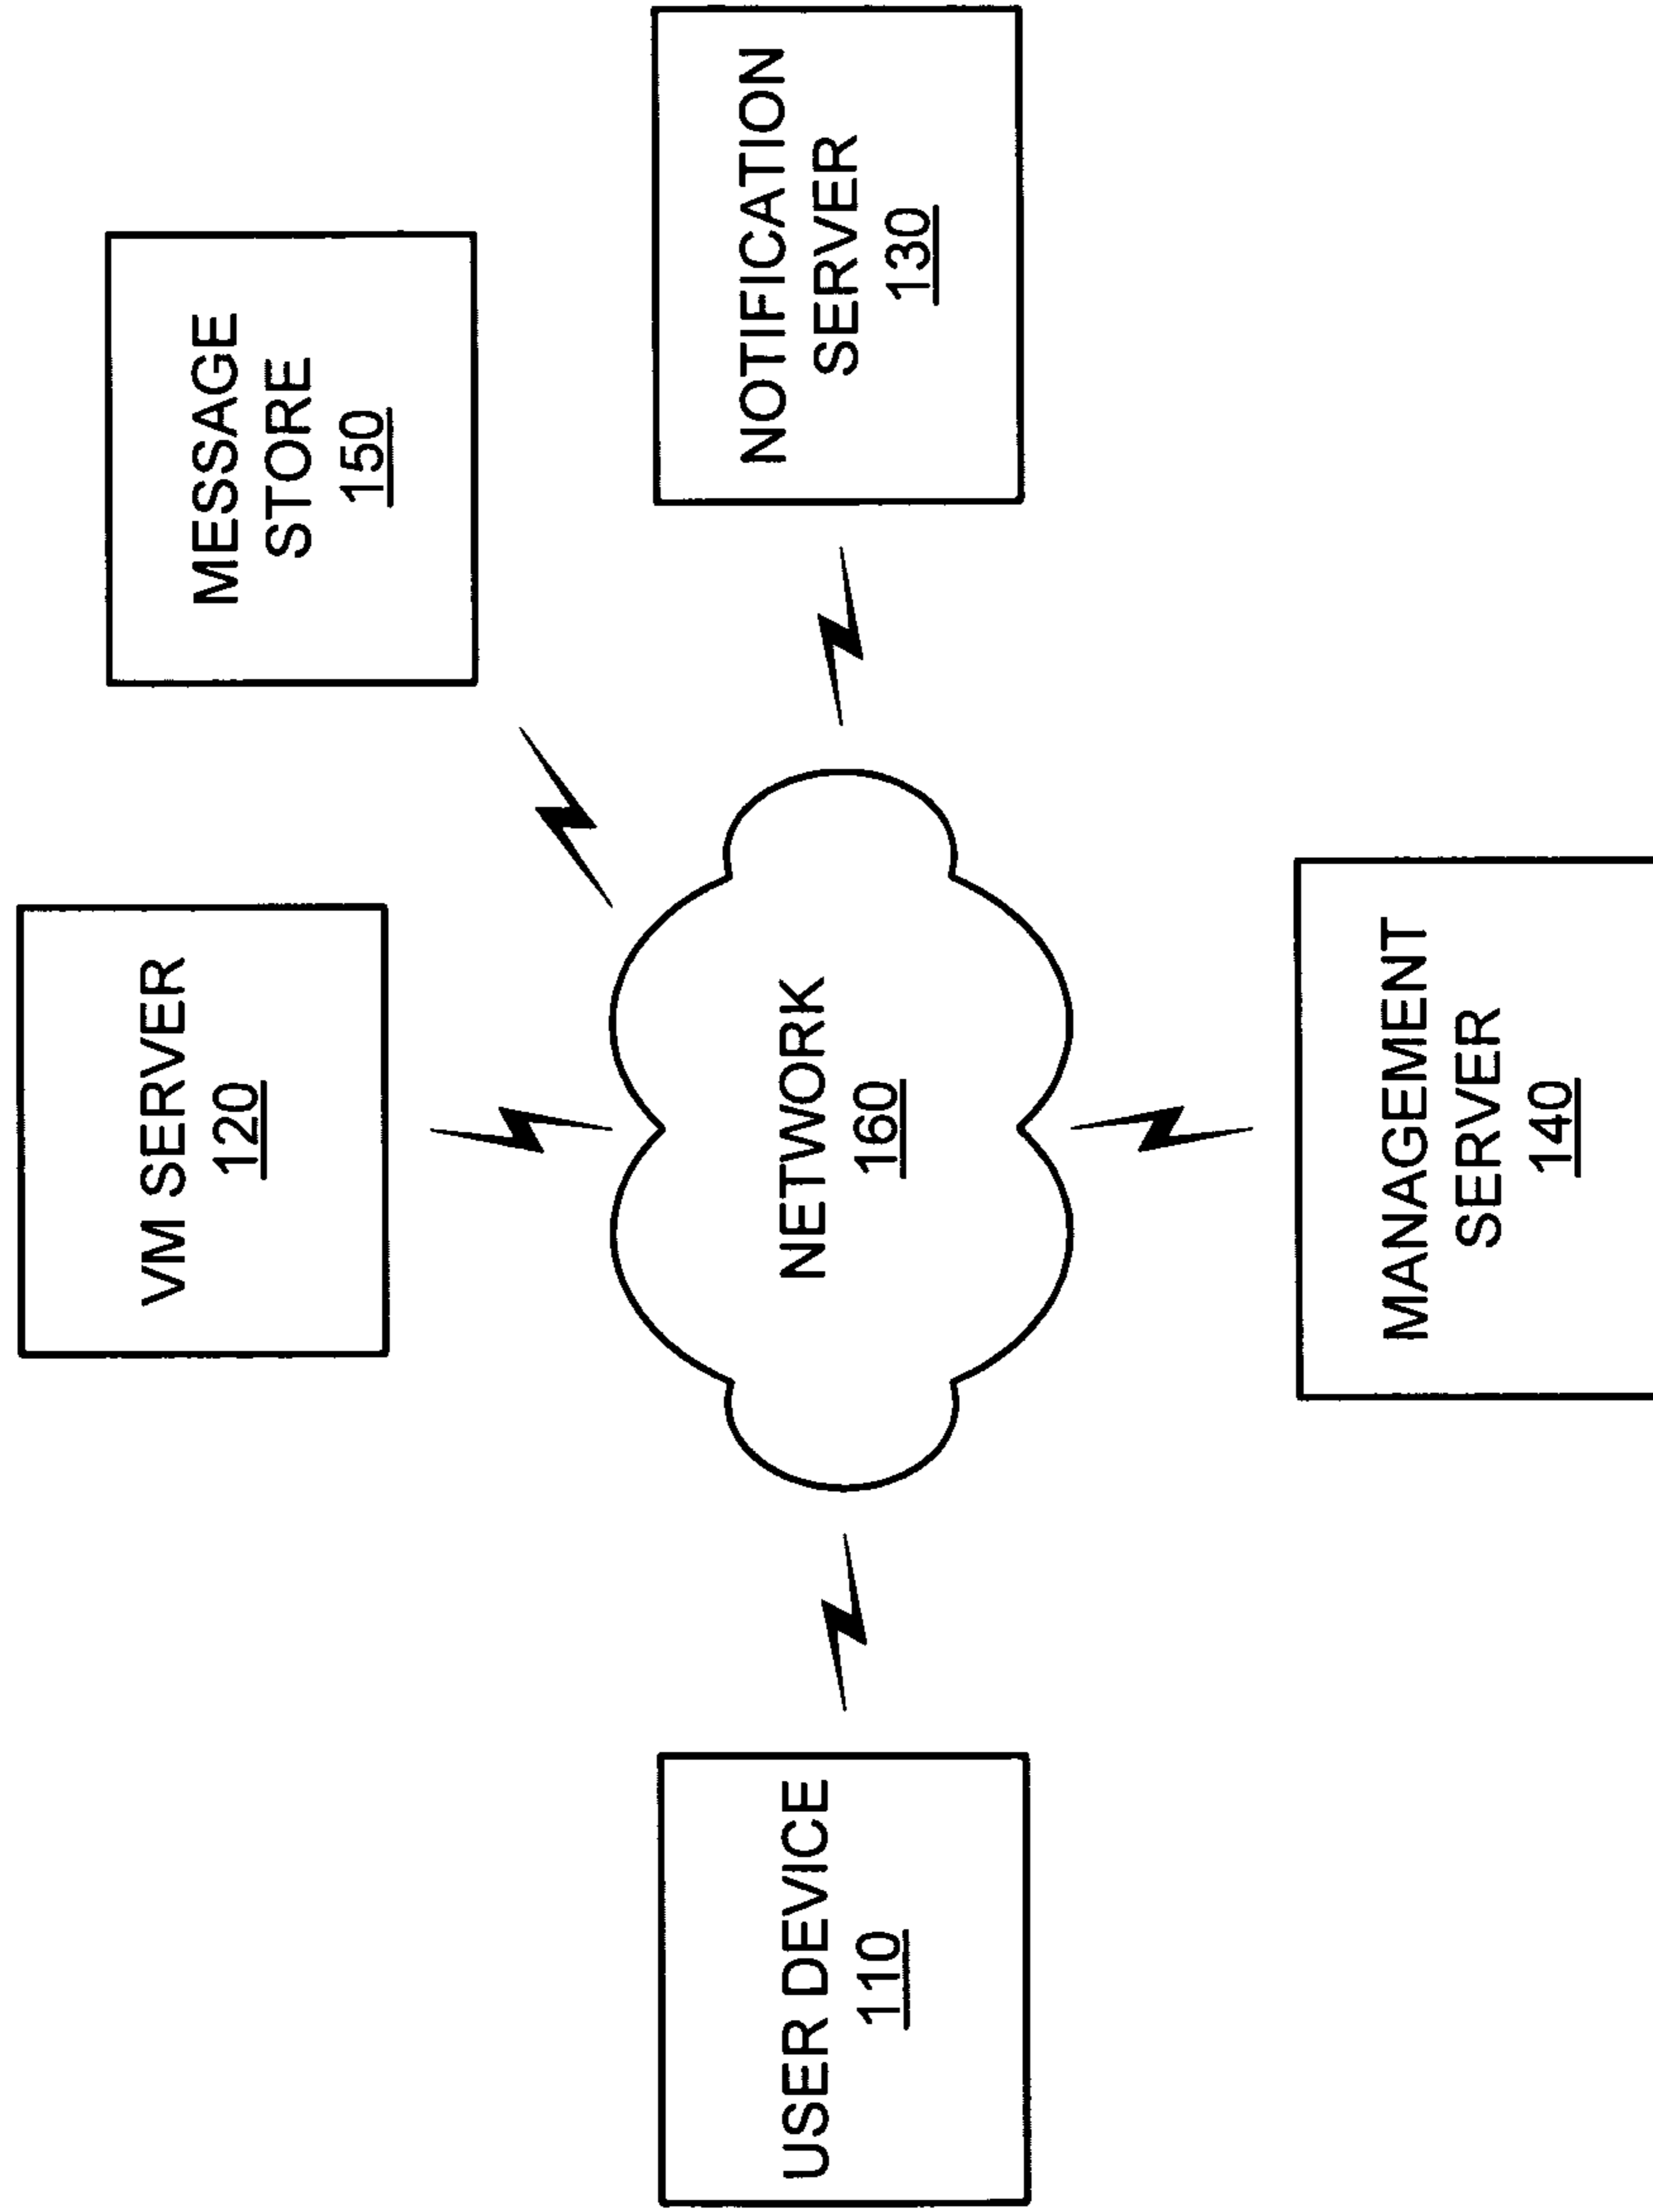 VM SERVER
120
MESSAGE
STORE
150
USER DEVICE
110
NETWORK
160
NOTIFICATION
SERVER
130
MANAGEMENT
SERVER
140